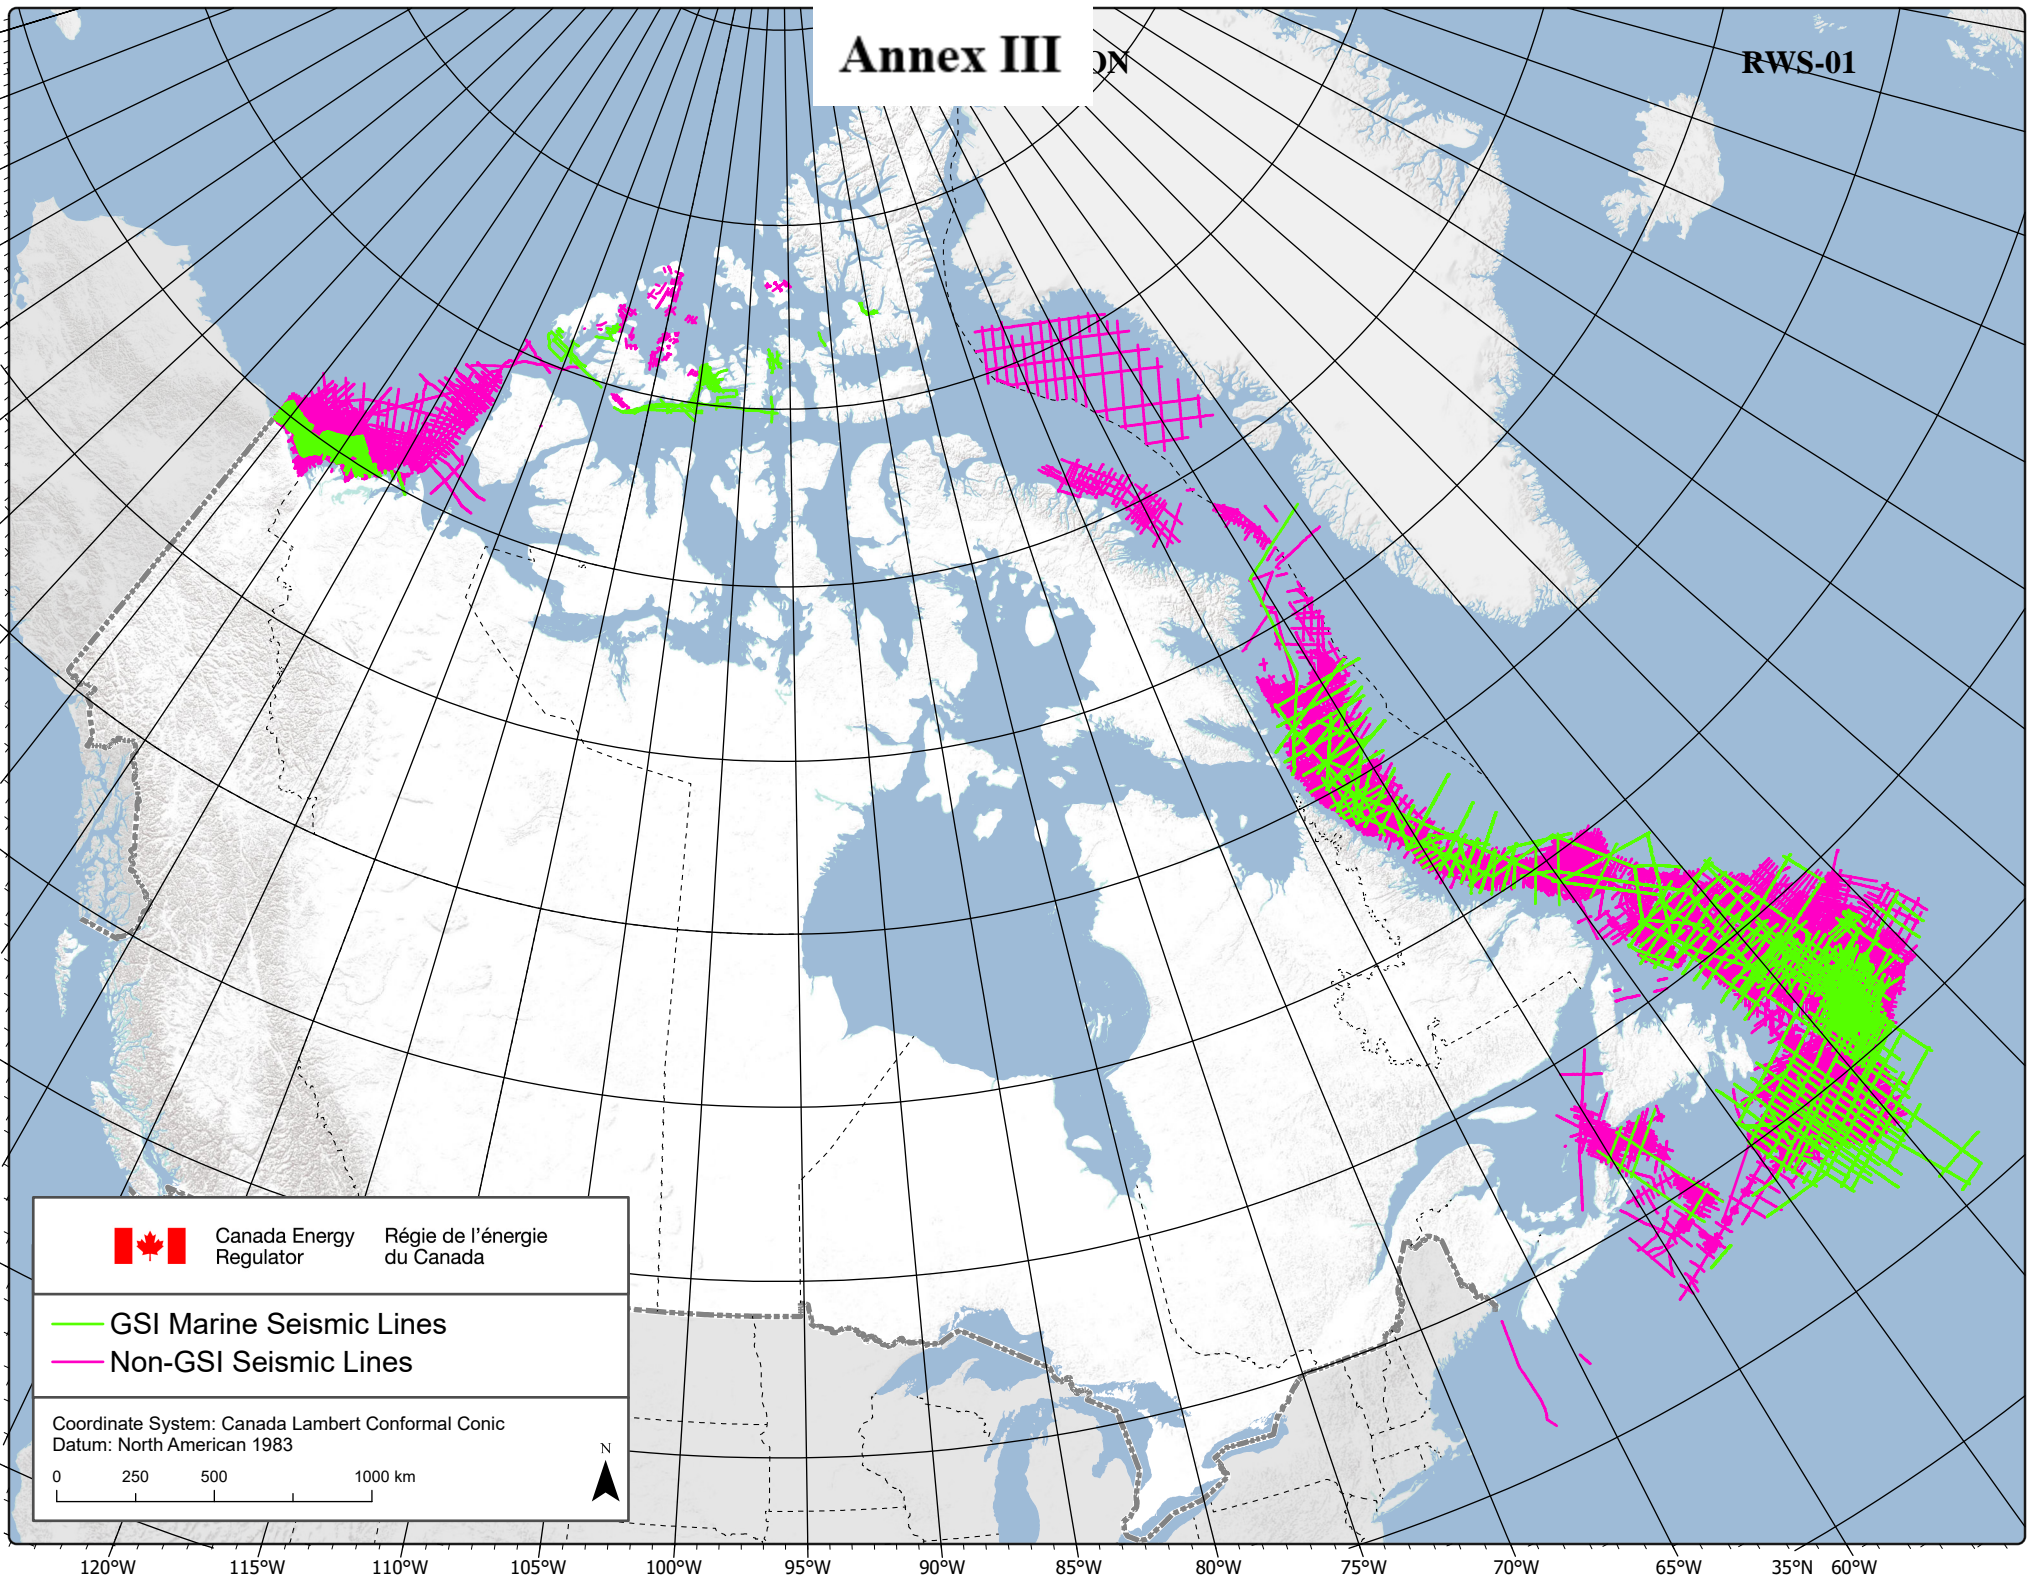 Annex III
ON
RWS-01
Canada Energy
Regulator
Régie de l'énergie
du Canada
GSI Marine Seismic Lines
Non-GSI Seismic Lines
Coordinate System: Canada Lambert Conformal Conic
Datum: North American 1983
N
0 250 500 1000 km
120°W 115°W 110°W 105°W 100°W 95°W 90°W 85°W 80°W 75°W 70°W 65°W 35°N 60°W